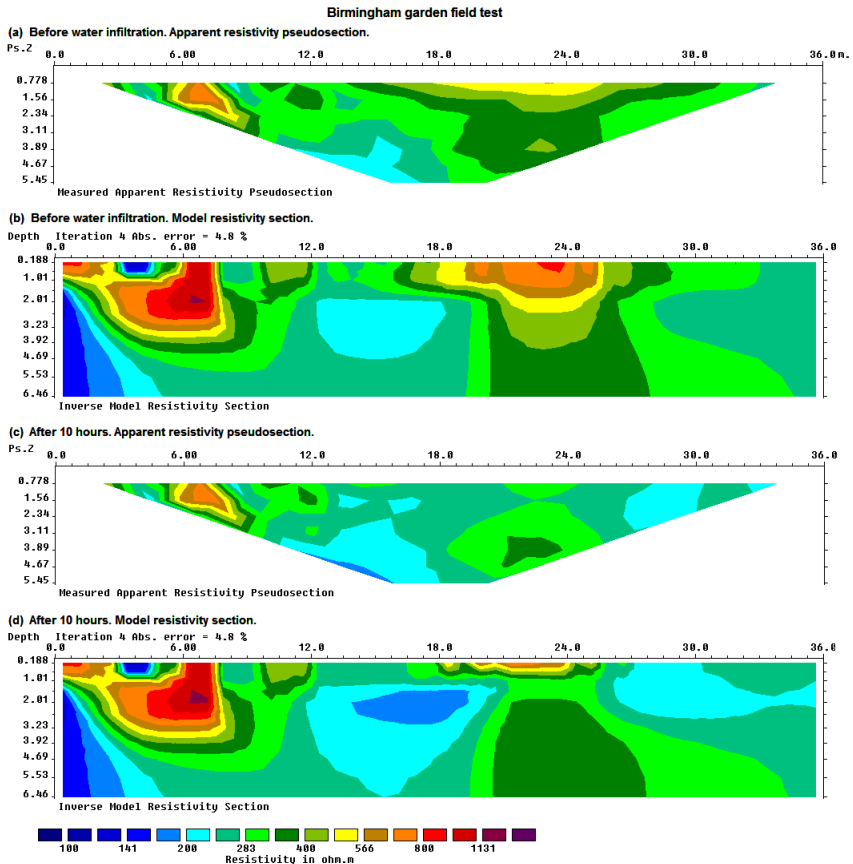 Birmingham garden field test
(a) Before water infiltration. Apparent resistivity pseudosection.
Ps.Z 0.0 6.00 12.0 18.0 24.0 30.0 36.0 m.
0.778
1.56
2.34
3.11
3.89
4.67
5.45
Measured Apparent Resistivity Pseudosection
(b) Before water infiltration. Model resistivity section.
Depth Iteration 4 Abs. error = 4.8 %
0.0 6.00 12.0 18.0 24.0 30.0 36.0
0.188
1.01
2.01
3.23
3.92
4.69
5.53
6.46
Inverse Model Resistivity Section
(c) After 10 hours. Apparent resistivity pseudosection.
Ps.Z 0.0 6.00 12.0 18.0 24.0 30.0 36.0
0.778
1.56
2.34
3.11
3.89
4.67
5.45
Measured Apparent Resistivity Pseudosection
(d) After 10 hours. Model resistivity section.
Depth Iteration 4 Abs. error = 4.8 %
0.0 6.00 12.0 18.0 24.0 30.0 36.0
0.188
1.01
2.01
3.23
3.92
4.69
5.53
6.46
Inverse Model Resistivity Section
100 141 200 283 400 566 800 1131
Resistivity in ohm.m